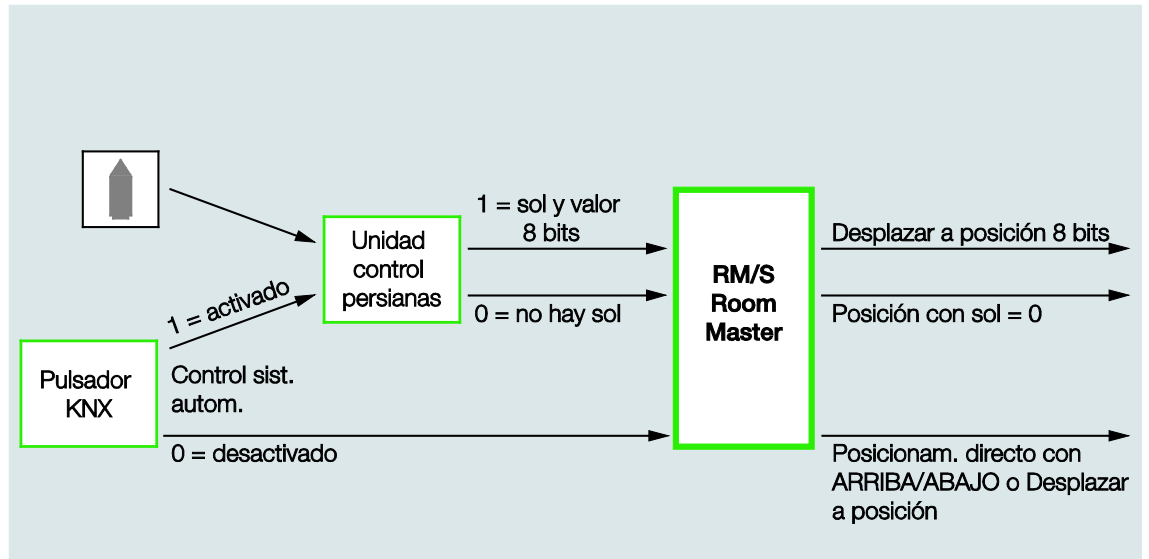 1 = sol y valor
8 bits
Unidad
control
persianas
Desplazar a posición 8 bits
RM/S
Room
Master
1 = activado
0 = no hay sol
Posición con sol = 0
Pulsador
KNX
Control sist.
autom.
0 = desactivado
Posicionam. directo con
ARRIBA/ABAJO o Desplazar
a posición